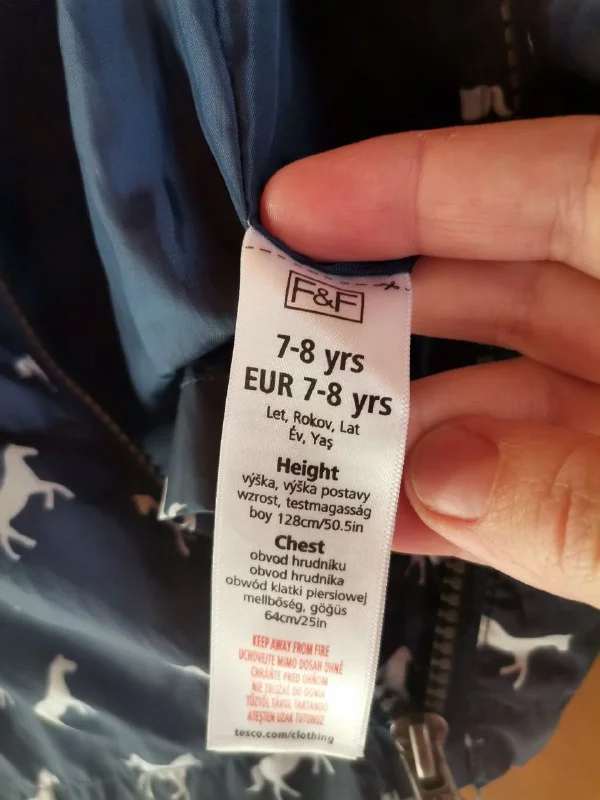 F&F
7-8 yrs
EUR 7-8 yrs
Let, Rokov, Lat
Év, Yaş
Height
výška, výška postavy
wzrost, testmagasság
boy 128cm/50.5in
Chest
obvod hrudníku
obvod hrudníka
obwód klatki piersiowej
mellbőség, göğüs
64cm/25in
KEEP AWAY FROM FIRE
UCHOVEJTE MIMO DOSAH OHNĚ
CHRÁŇTE PRED OHŇOM
NIE ZBLIŻAĆ DO OGNIA
TŰZTŐL TÁVOL TARTANDÓ
ATEŞTEN UZAK TUTUNUZ
tesco.com/clothing